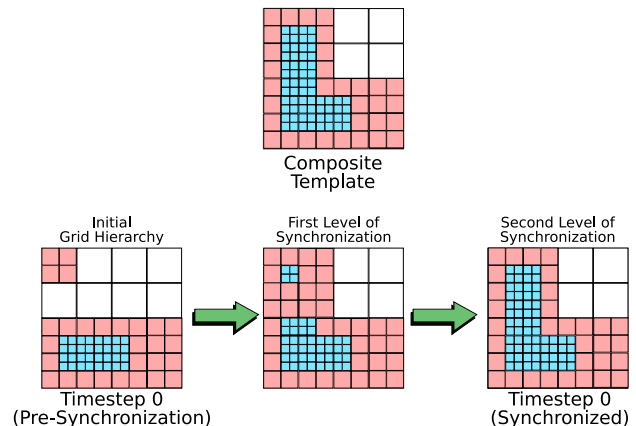 Composite
Template
Initial
Grid Hierarchy
First Level of
Synchronization
Second Level of
Synchronization
Timestep 0
(Pre-Synchronization)
Timestep 0
(Synchronized)